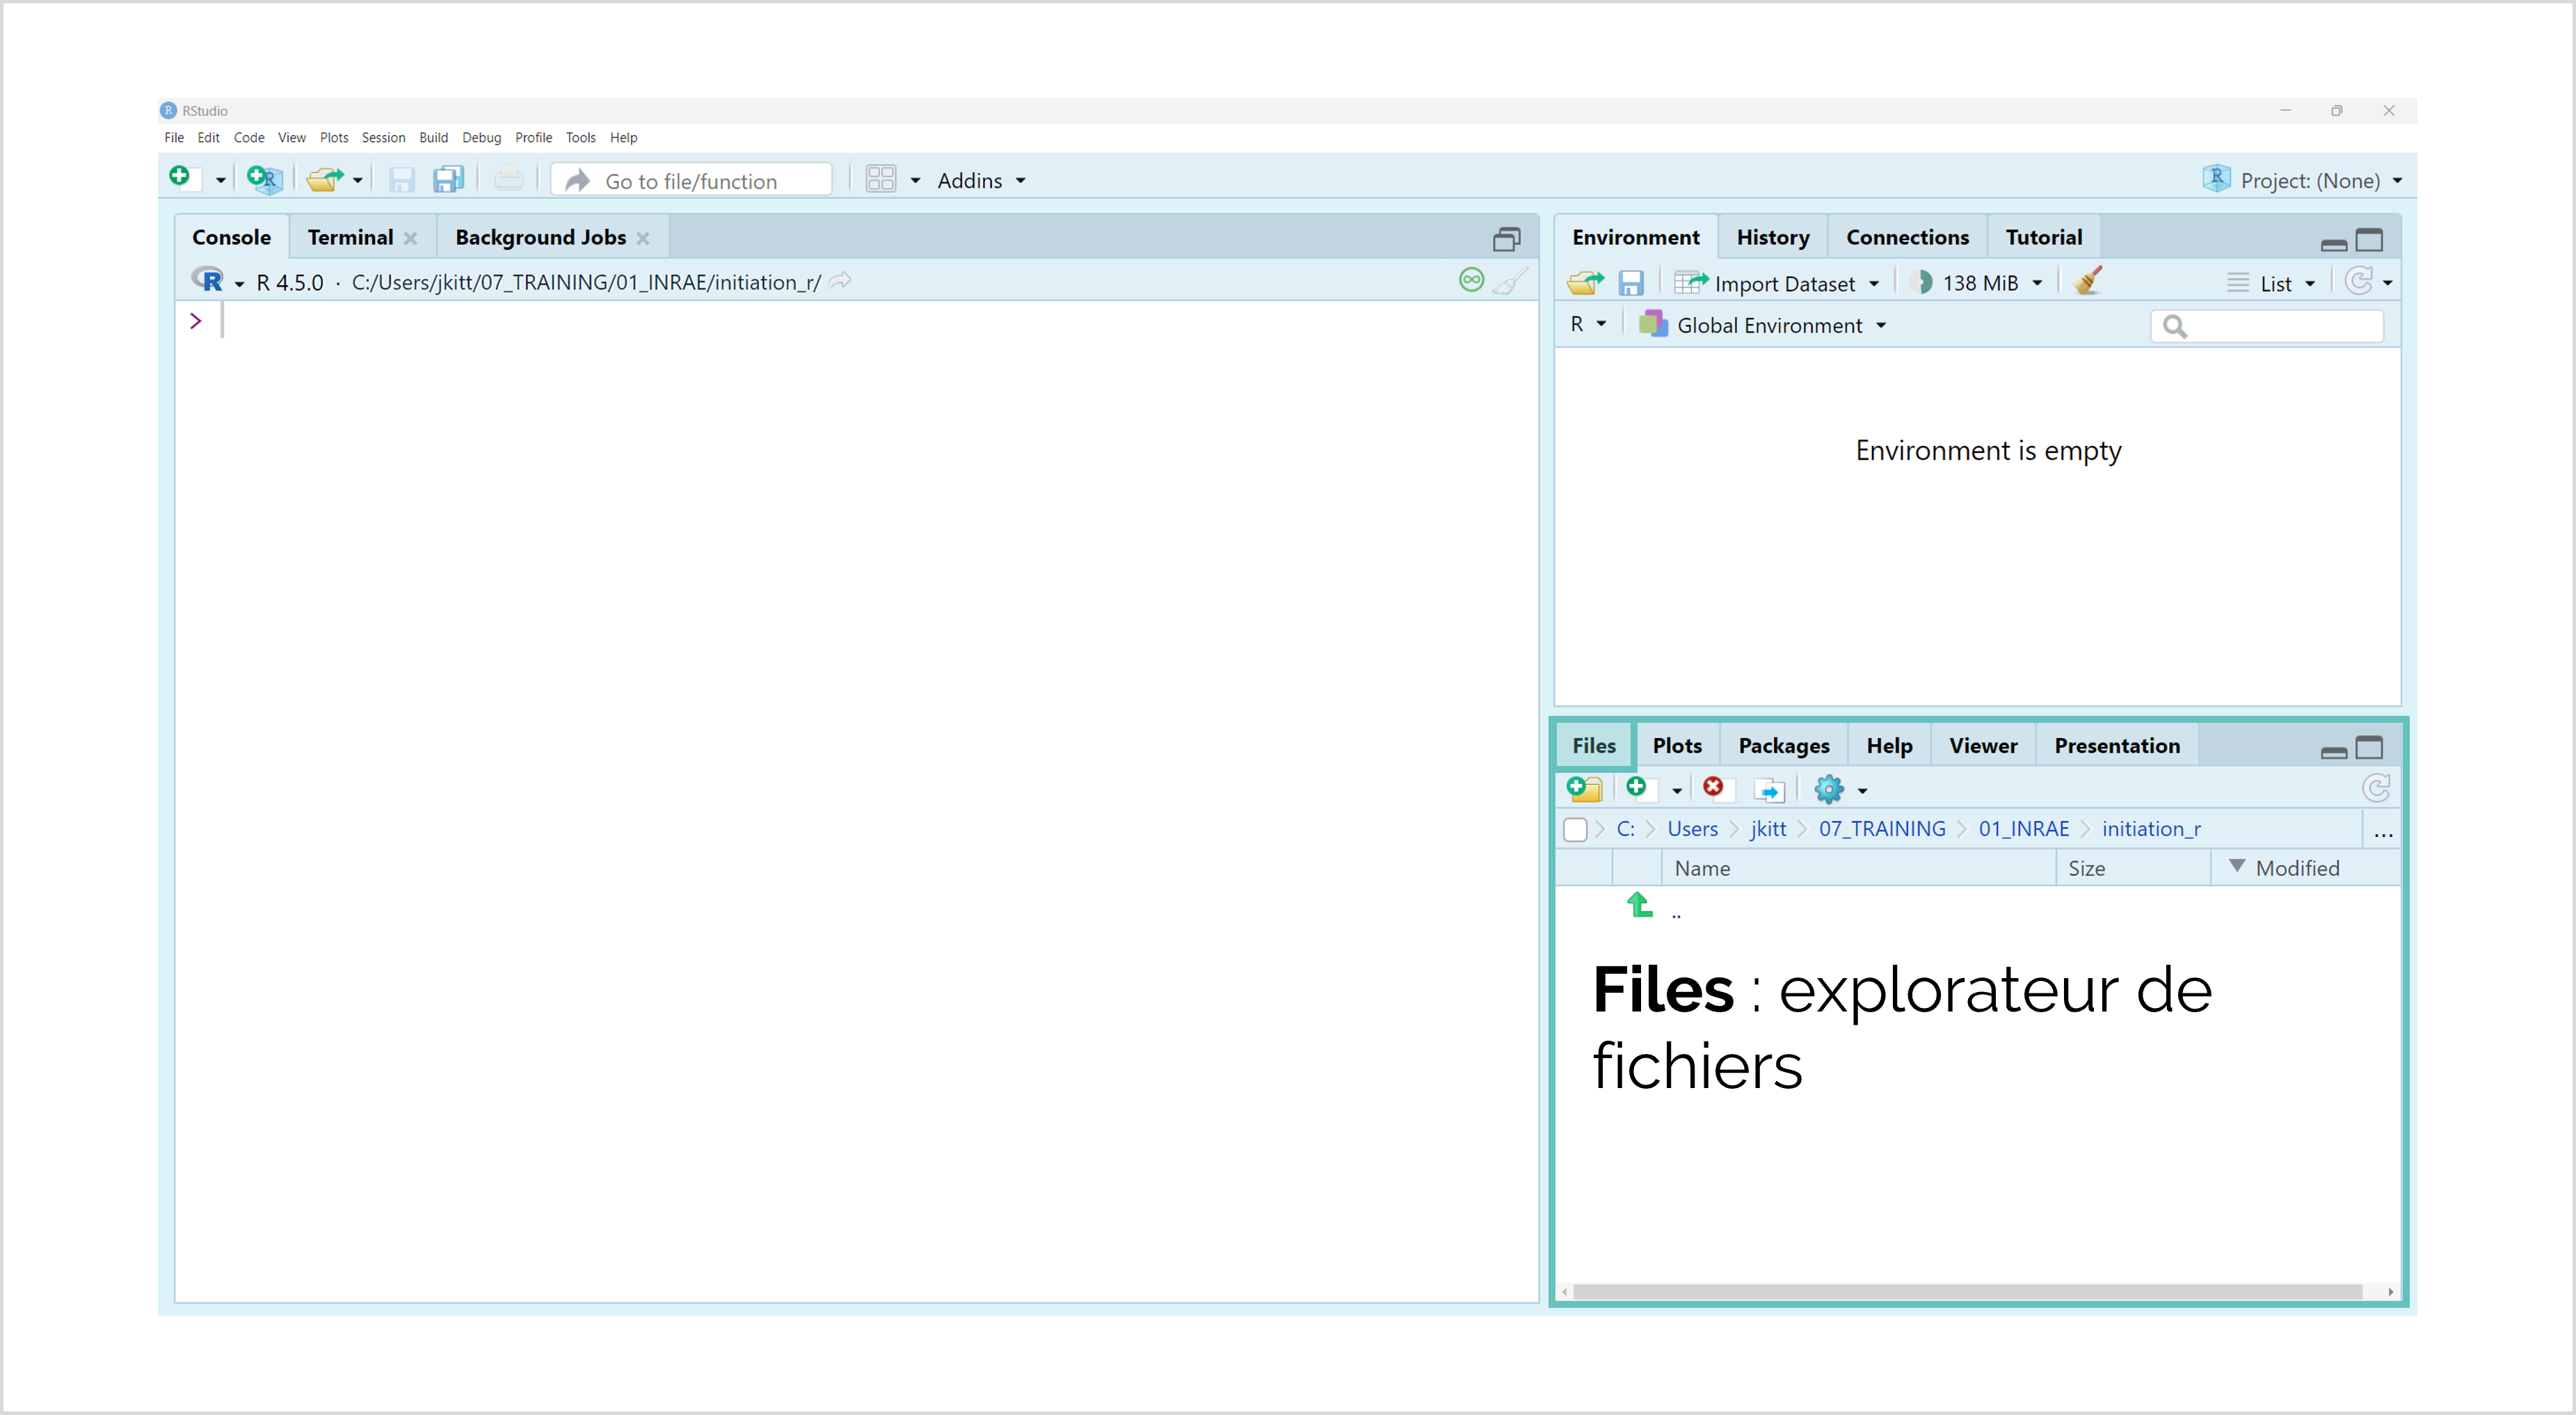 RStudio
File Edit Code View Plots Session Build Debug Profile Tools Help
Go to file/function Addins Project: (None)
Console Terminal Background Jobs
R 4.5.0 · C:/Users/jkitt/07_TRAINING/01_INRAE/initiation_r/
>
Environment History Connections Tutorial
Import Dataset 138 MiB List
R Global Environment
Environment is empty
Files Plots Packages Help Viewer Presentation
C: Users jkitt 07_TRAINING 01_INRAE initiation_r ...
Name Size Modified
..
Files : explorateur de
fichiers